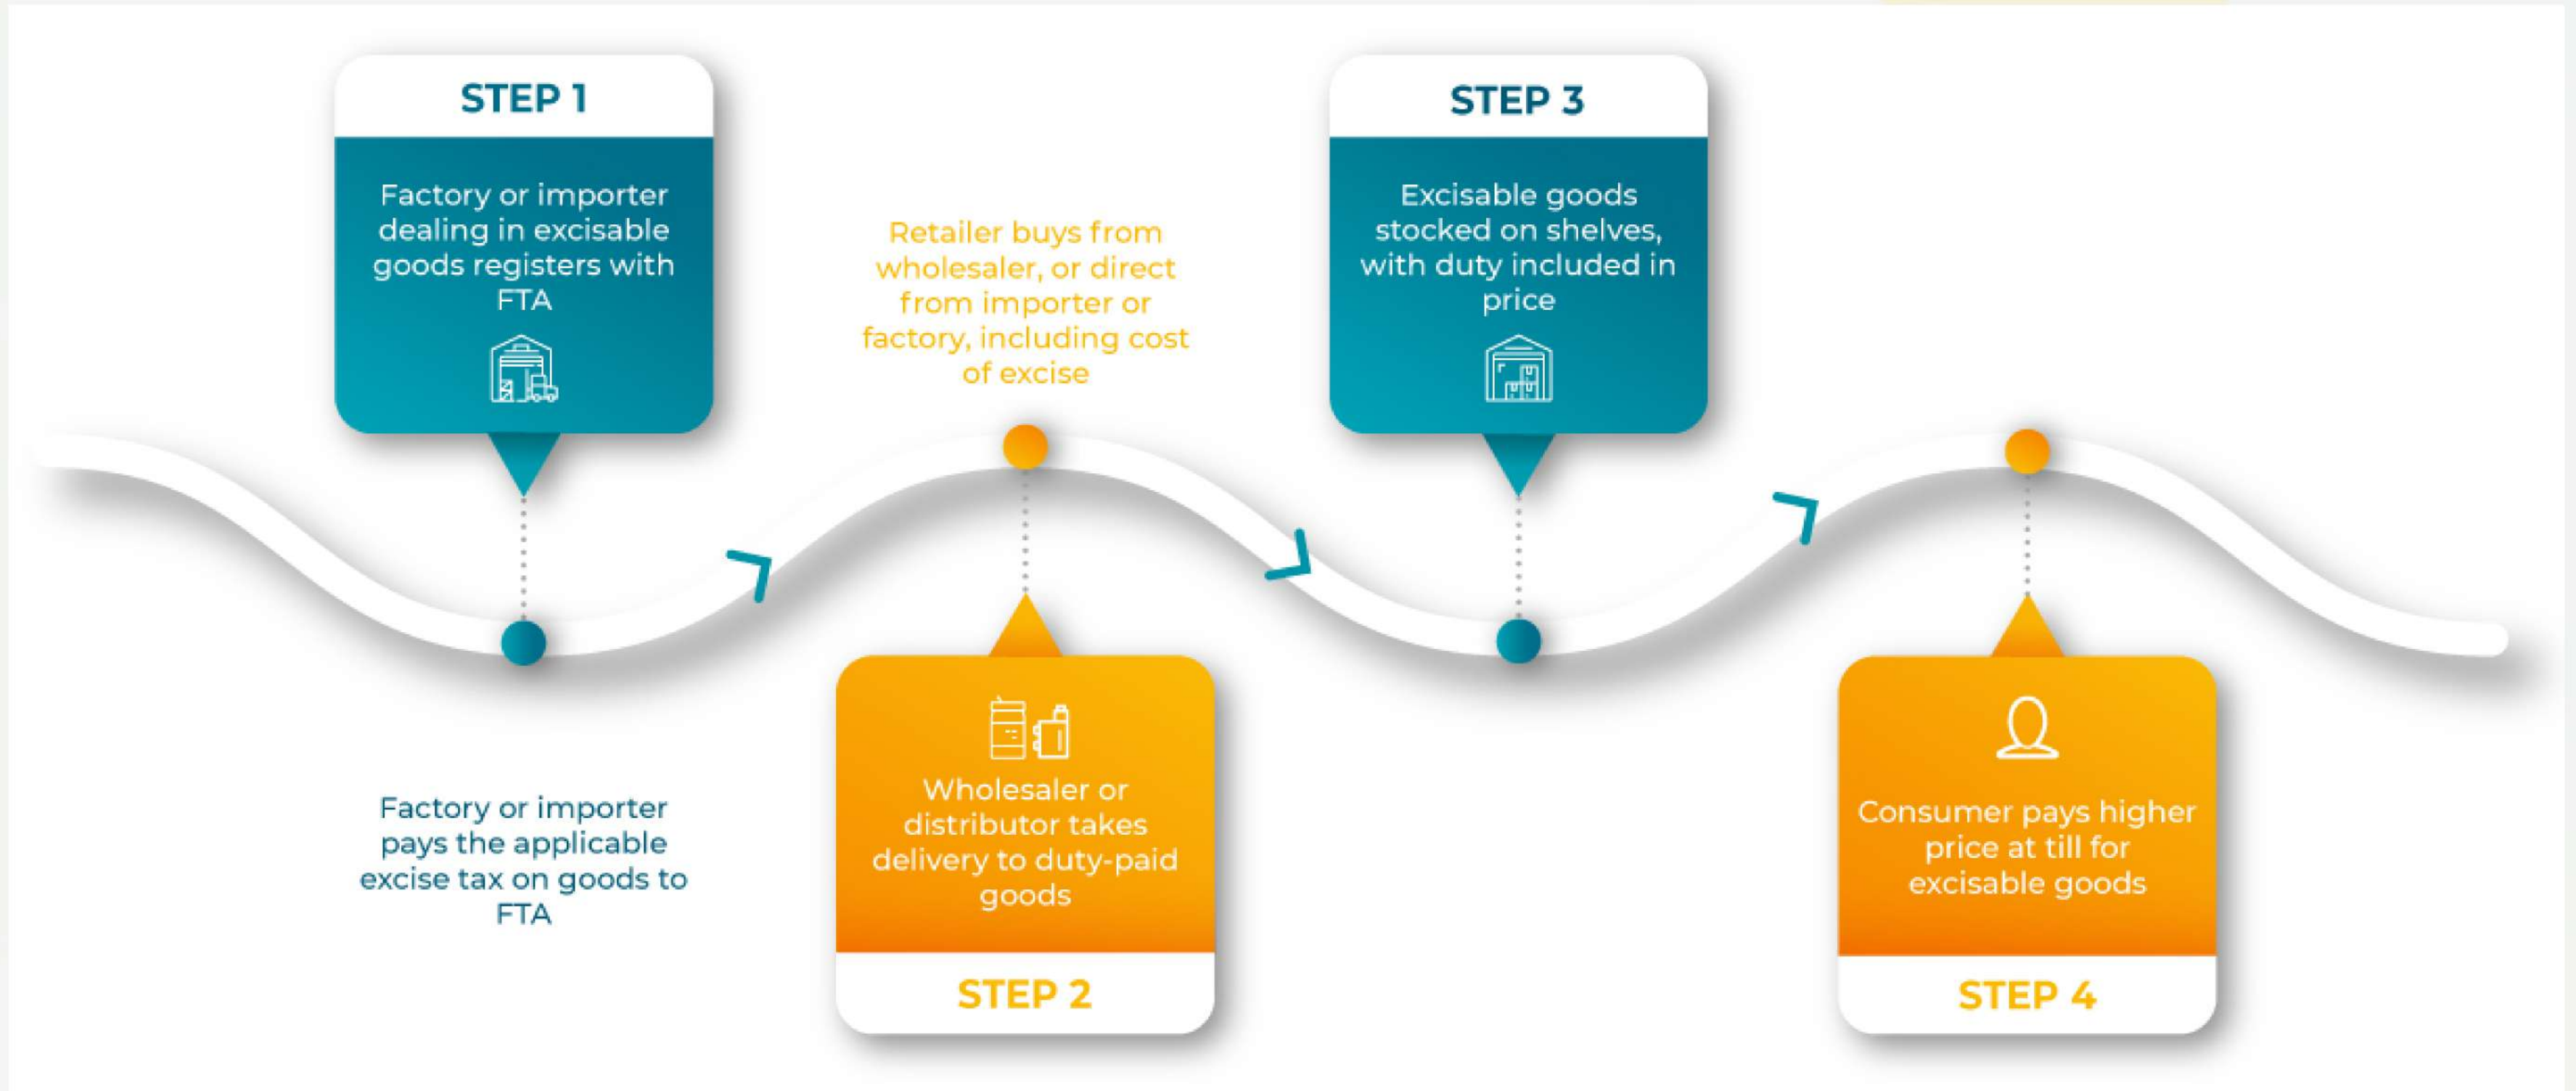 STEP 1
Factory or importer
dealing in excisable
goods registers with
FTA
Factory or importer
pays the applicable
excise tax on goods to
FTA
Retailer buys from
wholesaler, or direct
from importer or
factory, including cost
of excise
Wholesaler or
distributor takes
delivery to duty-paid
goods
STEP 2
STEP 3
Excisable goods
stocked on shelves,
with duty included in
price
Consumer pays higher
price at till for
excisable goods
STEP 4